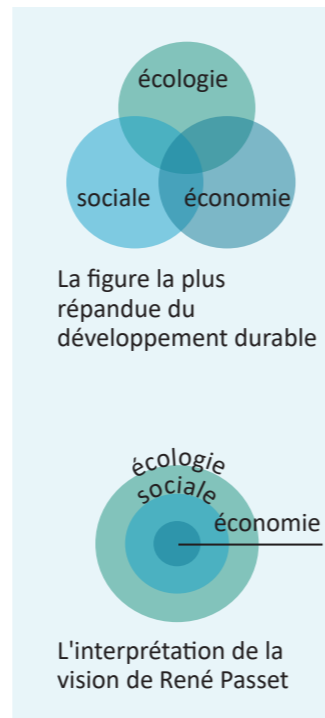 écologie
sociale
économie
La figure la plus
répandue du
développement durable
écologie
sociale
économie
L'interprétation de la
vision de René Passet